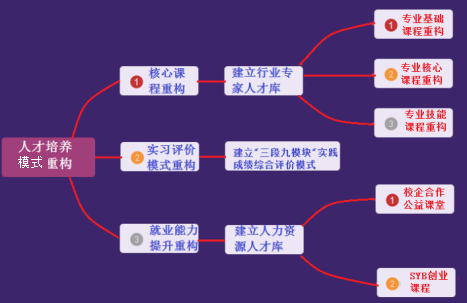 人才培养
模式重构
1
核心课
程重构
建立行业专
家人才库
1
专业基础
课程重构
2
专业核心
课程重构
3
专业技能
课程重构
2
实习评价
模式重构
建立"三段九模块"实践
成绩综合评价模式
3
就业能力
提升重构
建立人力资
源人才库
1
校企合作
公益课堂
2
SYB创业
课程